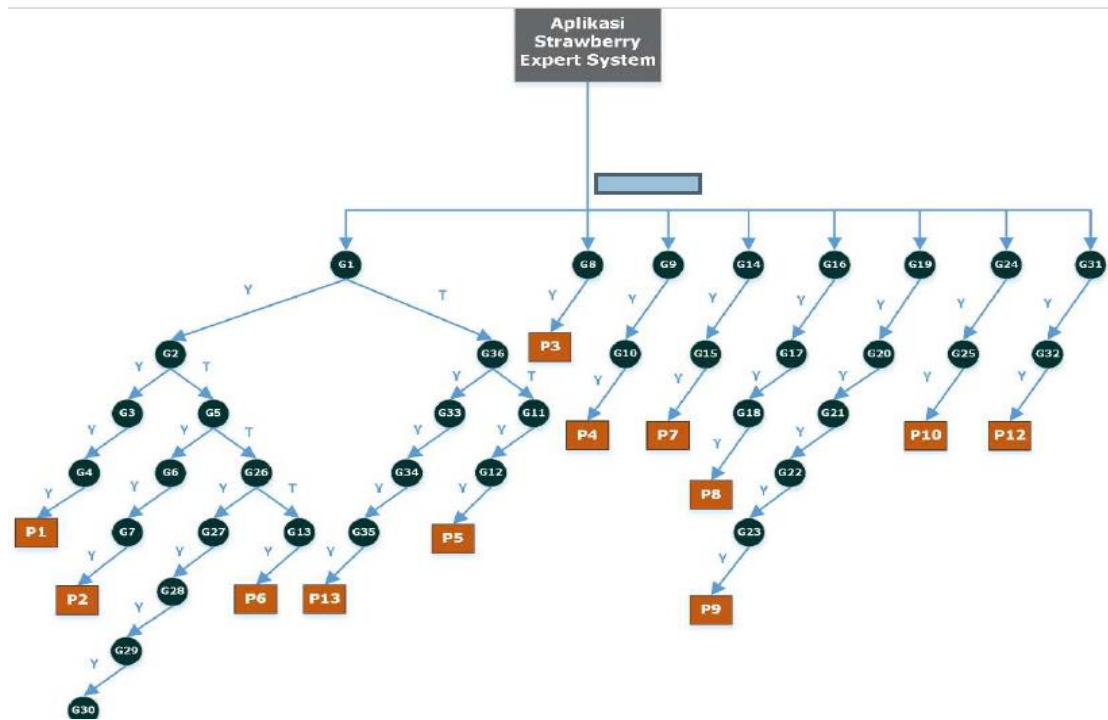 Aplikasi
Strawberry
Expert System
G1
G8
G9
G14
G16
G19
G24
G31
Y
T
Y
Y
Y
Y
Y
Y
Y
G2
G36
P3
G10
G15
G17
G20
G25
G32
Y
T
Y
T
Y
Y
Y
Y
Y
Y
G3
G5
G33
G11
P4
P7
G18
G21
P10
P12
Y
Y
T
Y
Y
Y
Y
G4
G6
G26
G34
G12
P8
G22
Y
Y
Y
T
Y
Y
Y
P1
G7
G27
G13
G35
P5
G23
Y
Y
Y
Y
Y
P2
G28
P6
P13
P9
Y
G29
Y
G30